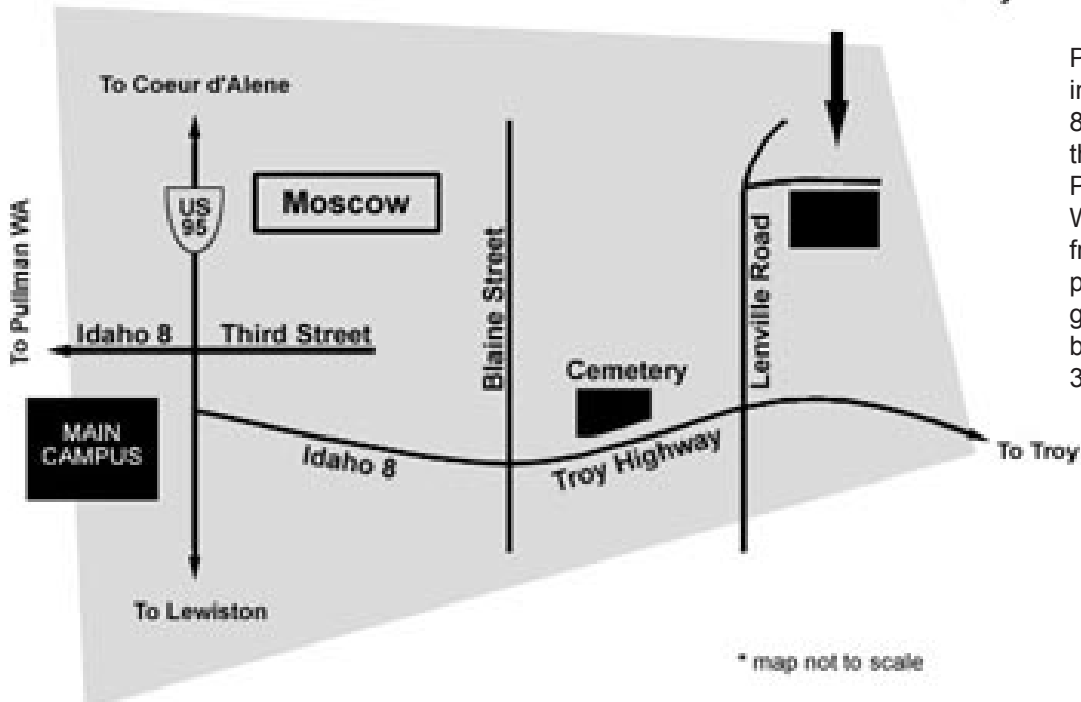 To Coeur d'Alene
US
95
Moscow
To Pullman WA
Idaho 8
Third Street
Blaine Street
Lenville Road
Cemetery
MAIN
CAMPUS
Idaho 8
Troy Highway
To Troy
To Lewiston
* map not to scale